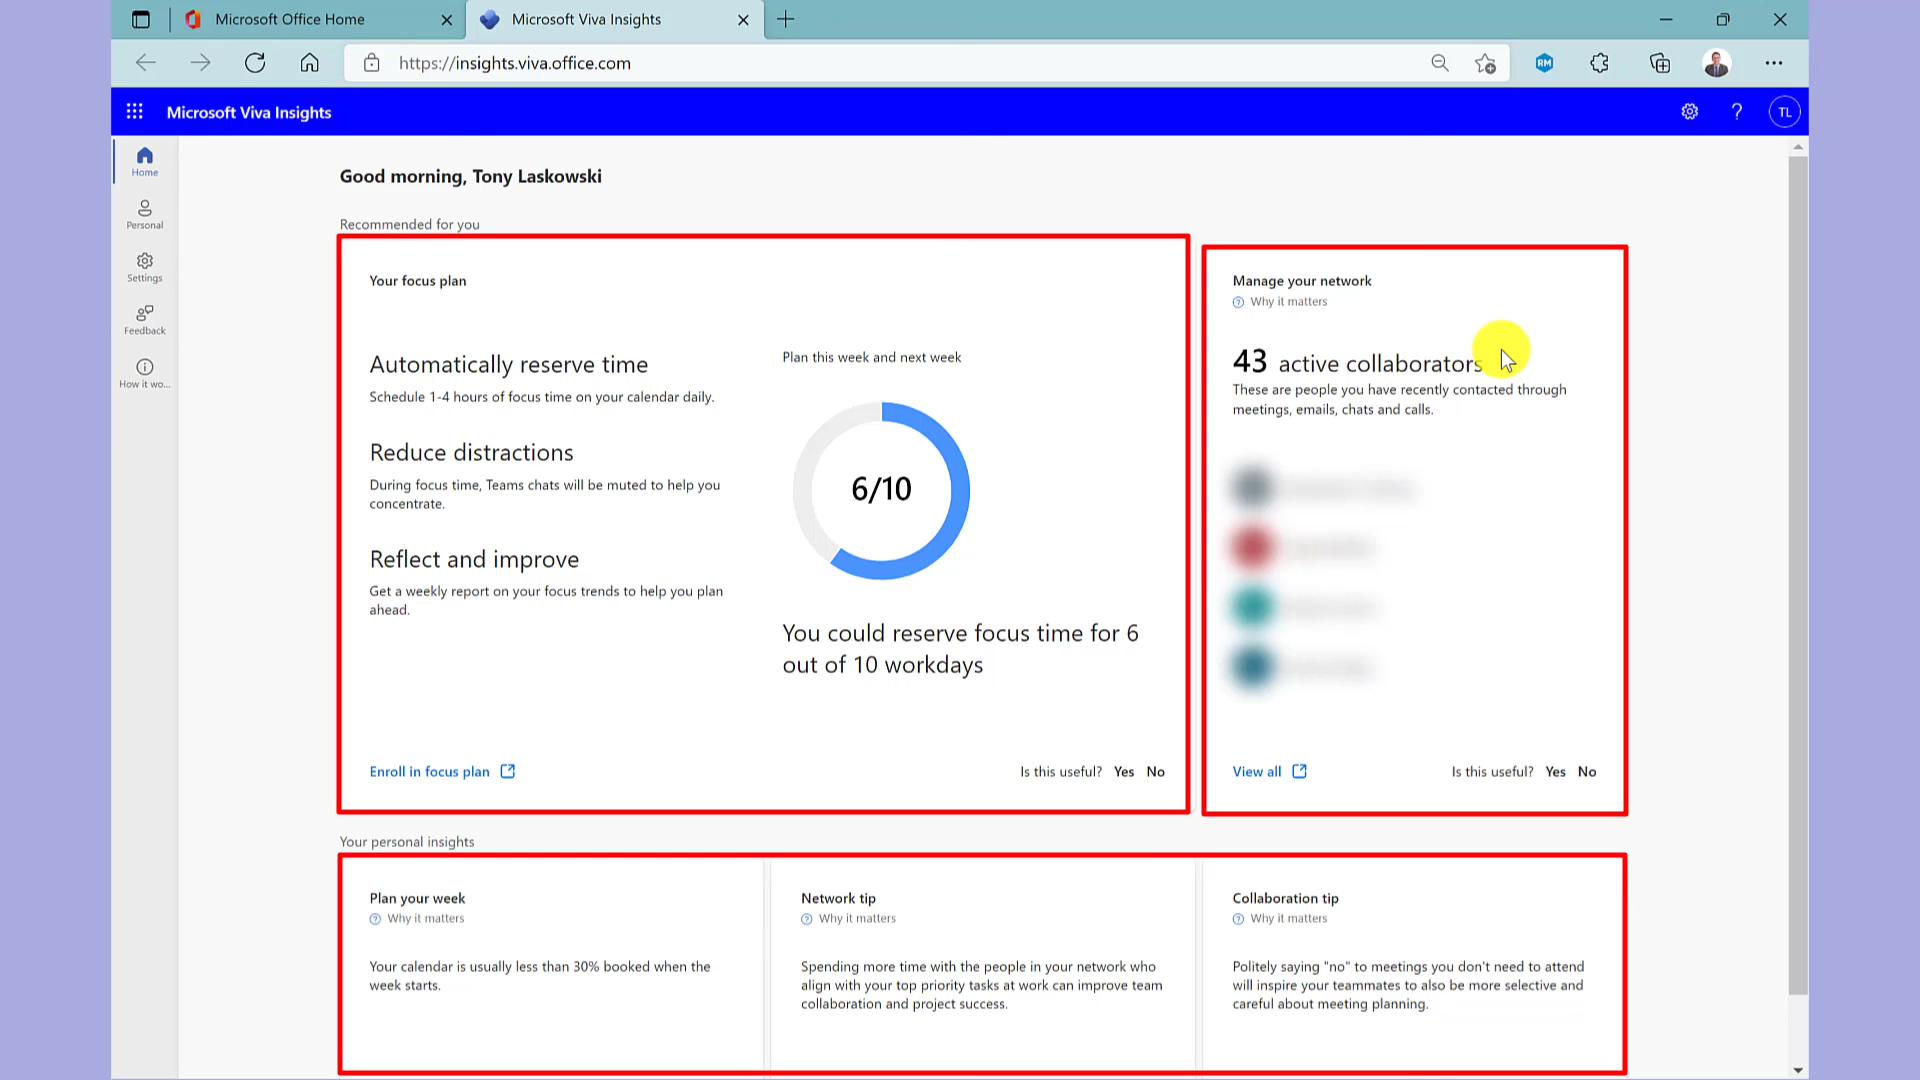 Microsoft Office Home
Microsoft Viva Insights
https://insights.viva.office.com
RM
Microsoft Viva Insights
?
TL
Home
Personal
Settings
Feedback
How it wo...
Good morning, Tony Laskowski
Recommended for you
Your focus plan
Automatically reserve time
Schedule 1-4 hours of focus time on your calendar daily.
Reduce distractions
During focus time, Teams chats will be muted to help you
concentrate.
Reflect and improve
Get a weekly report on your focus trends to help you plan
ahead.
Plan this week and next week
6/10
You could reserve focus time for 6
out of 10 workdays
Enroll in focus plan
Is this useful? Yes No
Manage your network
Why it matters
43 active collaborators
These are people you have recently contacted through
meetings, emails, chats and calls.
View all
Is this useful? Yes No
Your personal insights
Plan your week
Why it matters
Your calendar is usually less than 30% booked when the
week starts.
Network tip
Why it matters
Spending more time with the people in your network who
align with your top priority tasks at work can improve team
collaboration and project success.
Collaboration tip
Why it matters
Politely saying "no" to meetings you don't need to attend
will inspire your teammates to also be more selective and
careful about meeting planning.